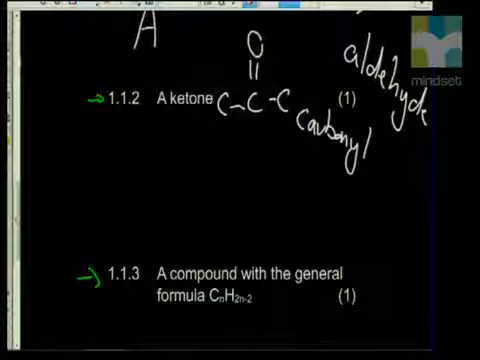 A
O
aldehyde
mindset
→ 1.1.2 A ketone C - C - C (1)
carbonyl
→ 1.1.3 A compound with the general
formula CₙH₂ₙ₋₂ (1)